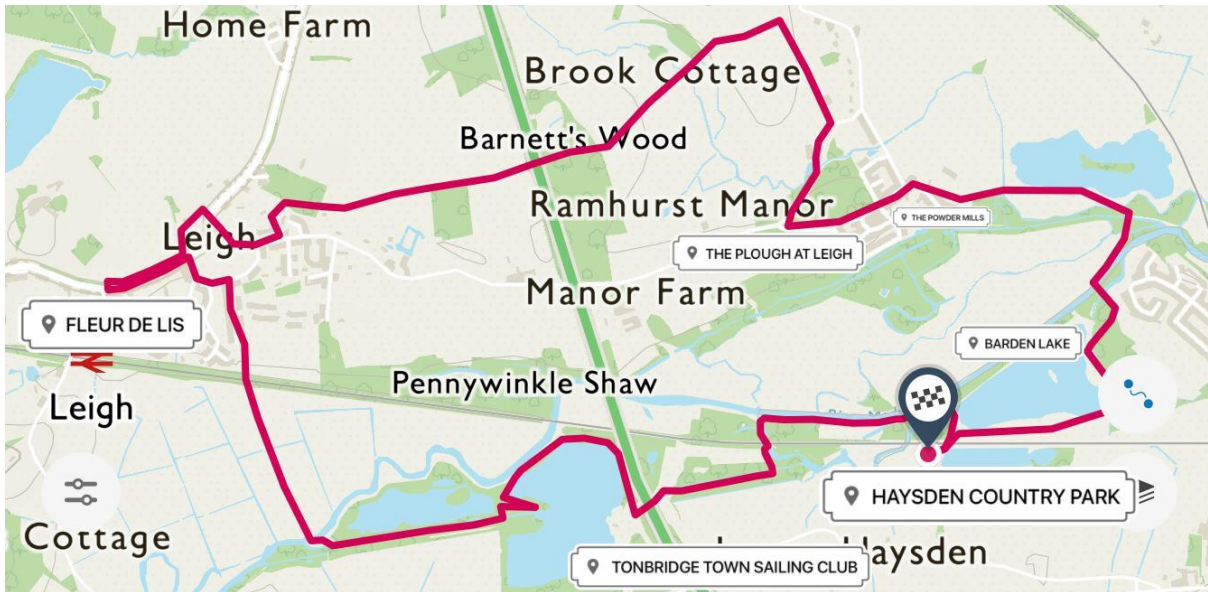 Home Farm
Brook Cottage
Barnett's Wood
Ramhurst Manor
THE POWDER MILLS
Leigh
THE PLOUGH AT LEIGH
Manor Farm
FLEUR DE LIS
BARDEN LAKE
Pennywinkle Shaw
Leigh
HAYSDEN COUNTRY PARK
Cottage
Haysden
TONBRIDGE TOWN SAILING CLUB